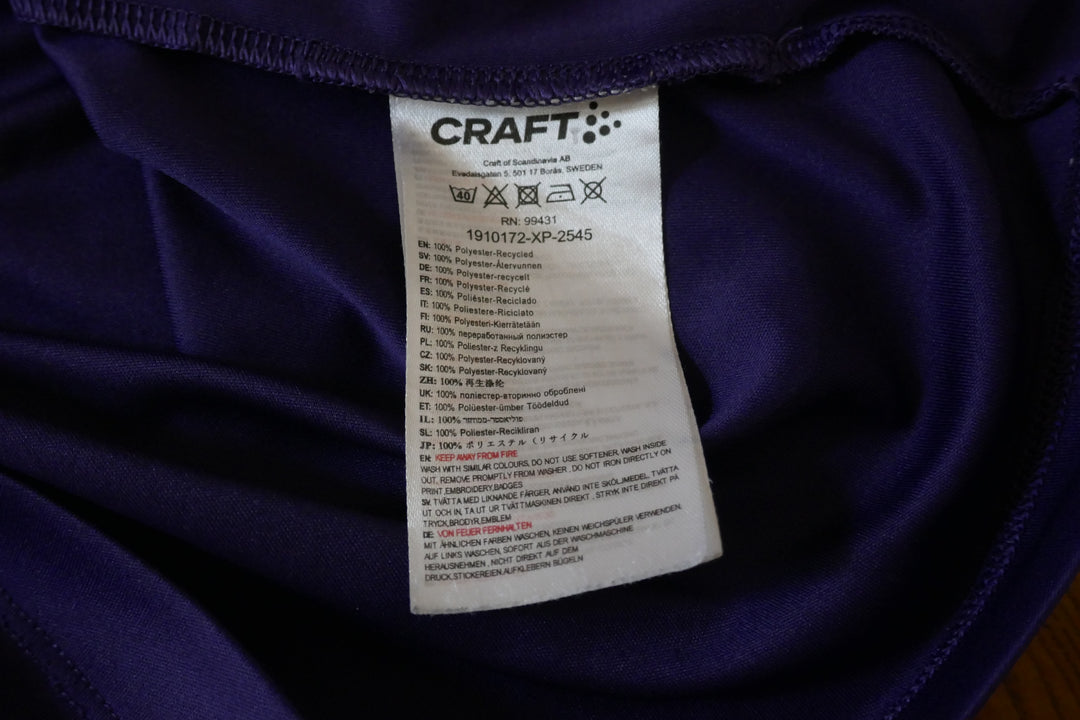 CRAFT
Craft of Scandinavia AB
Evedalsgatan 5, 501 17 Borås, SWEDEN
40
RN: 99431
1910172-XP-2545
EN: 100% Polyester-Recycled
SV: 100% Polyester-Återvunnen
DE: 100% Polyester-recycelt
FR: 100% Polyester-Recyclé
ES: 100% Poliéster-Reciclado
IT: 100% Poliestere-Riciclato
FI: 100% Polyesteri-Kierrätetään
RU: 100% переработанный полиэстер
PL: 100% Poliester-z Recyklingu
CZ: 100% Polyester-Recyklovaný
SK: 100% Polyester-Recyklovaný
ZH: 100% 再生涤纶
UK: 100% поліестер-вторинно оброблені
ET: 100% Polüester-ümber Töödeldud
IL: 100% פוליאסטר-ממוחזר
SL: 100% Poliester-Recikliran
JP: 100% ポリエステル (リサイクル
EN: KEEP AWAY FROM FIRE
WASH WITH SIMILAR COLOURS, DO NOT USE SOFTENER, WASH INSIDE
OUT, REMOVE PROMPTLY FROM WASHER , DO NOT IRON DIRECTLY ON
PRINT,EMBROIDERY,BADGES
SV: TVÄTTA MED LIKNANDE FÄRGER, ANVÄND INTE SKÖLJMEDEL, TVÄTTA
UT OCH IN, TA UT UR TVÄTTMASKINEN DIREKT , STRYK INTE DIREKT PÅ
TRYCK,BRODYR,EMBLEM
DE: VON FEUER FERNHALTEN
MIT ÄHNLICHEN FARBEN WASCHEN, KEINEN WEICHSPÜLER VERWENDEN,
AUF LINKS WASCHEN, SOFORT AUS DER WASCHMASCHINE
HERAUSNEHMEN , NICHT DIREKT AUF DEM
DRUCK,STICKEREIEN,AUFKLEBERN BÜGELN